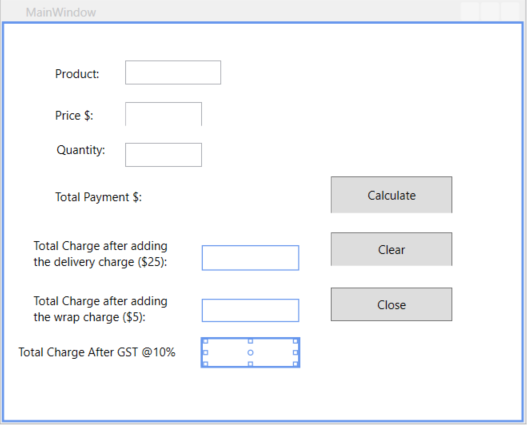 MainWindow
Product:
Price $:
Quantity:
Total Payment $:
Calculate
Total Charge after adding
the delivery charge ($25):
Clear
Total Charge after adding
the wrap charge ($5):
Close
Total Charge After GST @10%